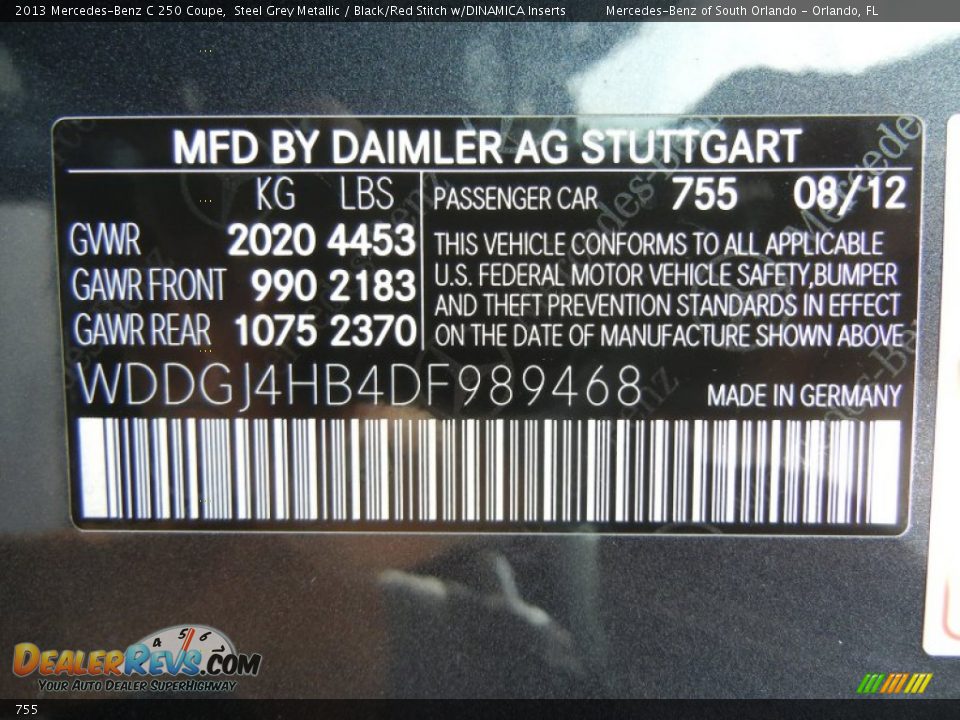 2013 Mercedes-Benz C 250 Coupe, Steel Grey Metallic / Black/Red Stitch w/DINAMICA Inserts Mercedes-Benz of South Orlando - Orlando, FL
MFD BY DAIMLER AG STUTTGART
KG LBS
GVWR 2020 4453
GAWR FRONT 990 2183
GAWR REAR 1075 2370
PASSENGER CAR 755 08/12
THIS VEHICLE CONFORMS TO ALL APPLICABLE
U.S. FEDERAL MOTOR VEHICLE SAFETY,BUMPER
AND THEFT PREVENTION STANDARDS IN EFFECT
ON THE DATE OF MANUFACTURE SHOWN ABOVE
WDDGJ4HB4DF989468 MADE IN GERMANY
4 5 6
DEALERREVS.COM
YOUR AUTO DEALER SUPERHIGHWAY
755